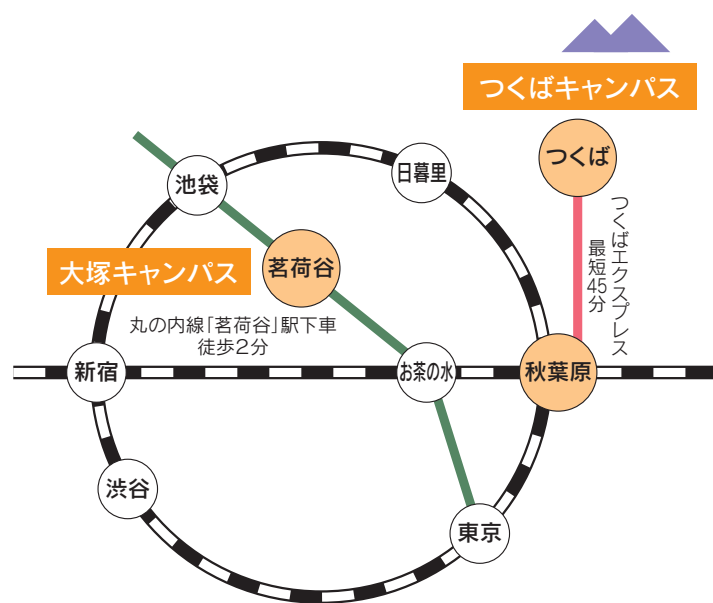 つくばキャンパス
つくば
日暮里
池袋
茗荷谷
大塚キャンパス
つくばエクスプレス
最短45分
丸の内線「茗荷谷」駅下車
徒歩2分
新宿
お茶の水
秋葉原
渋谷
東京